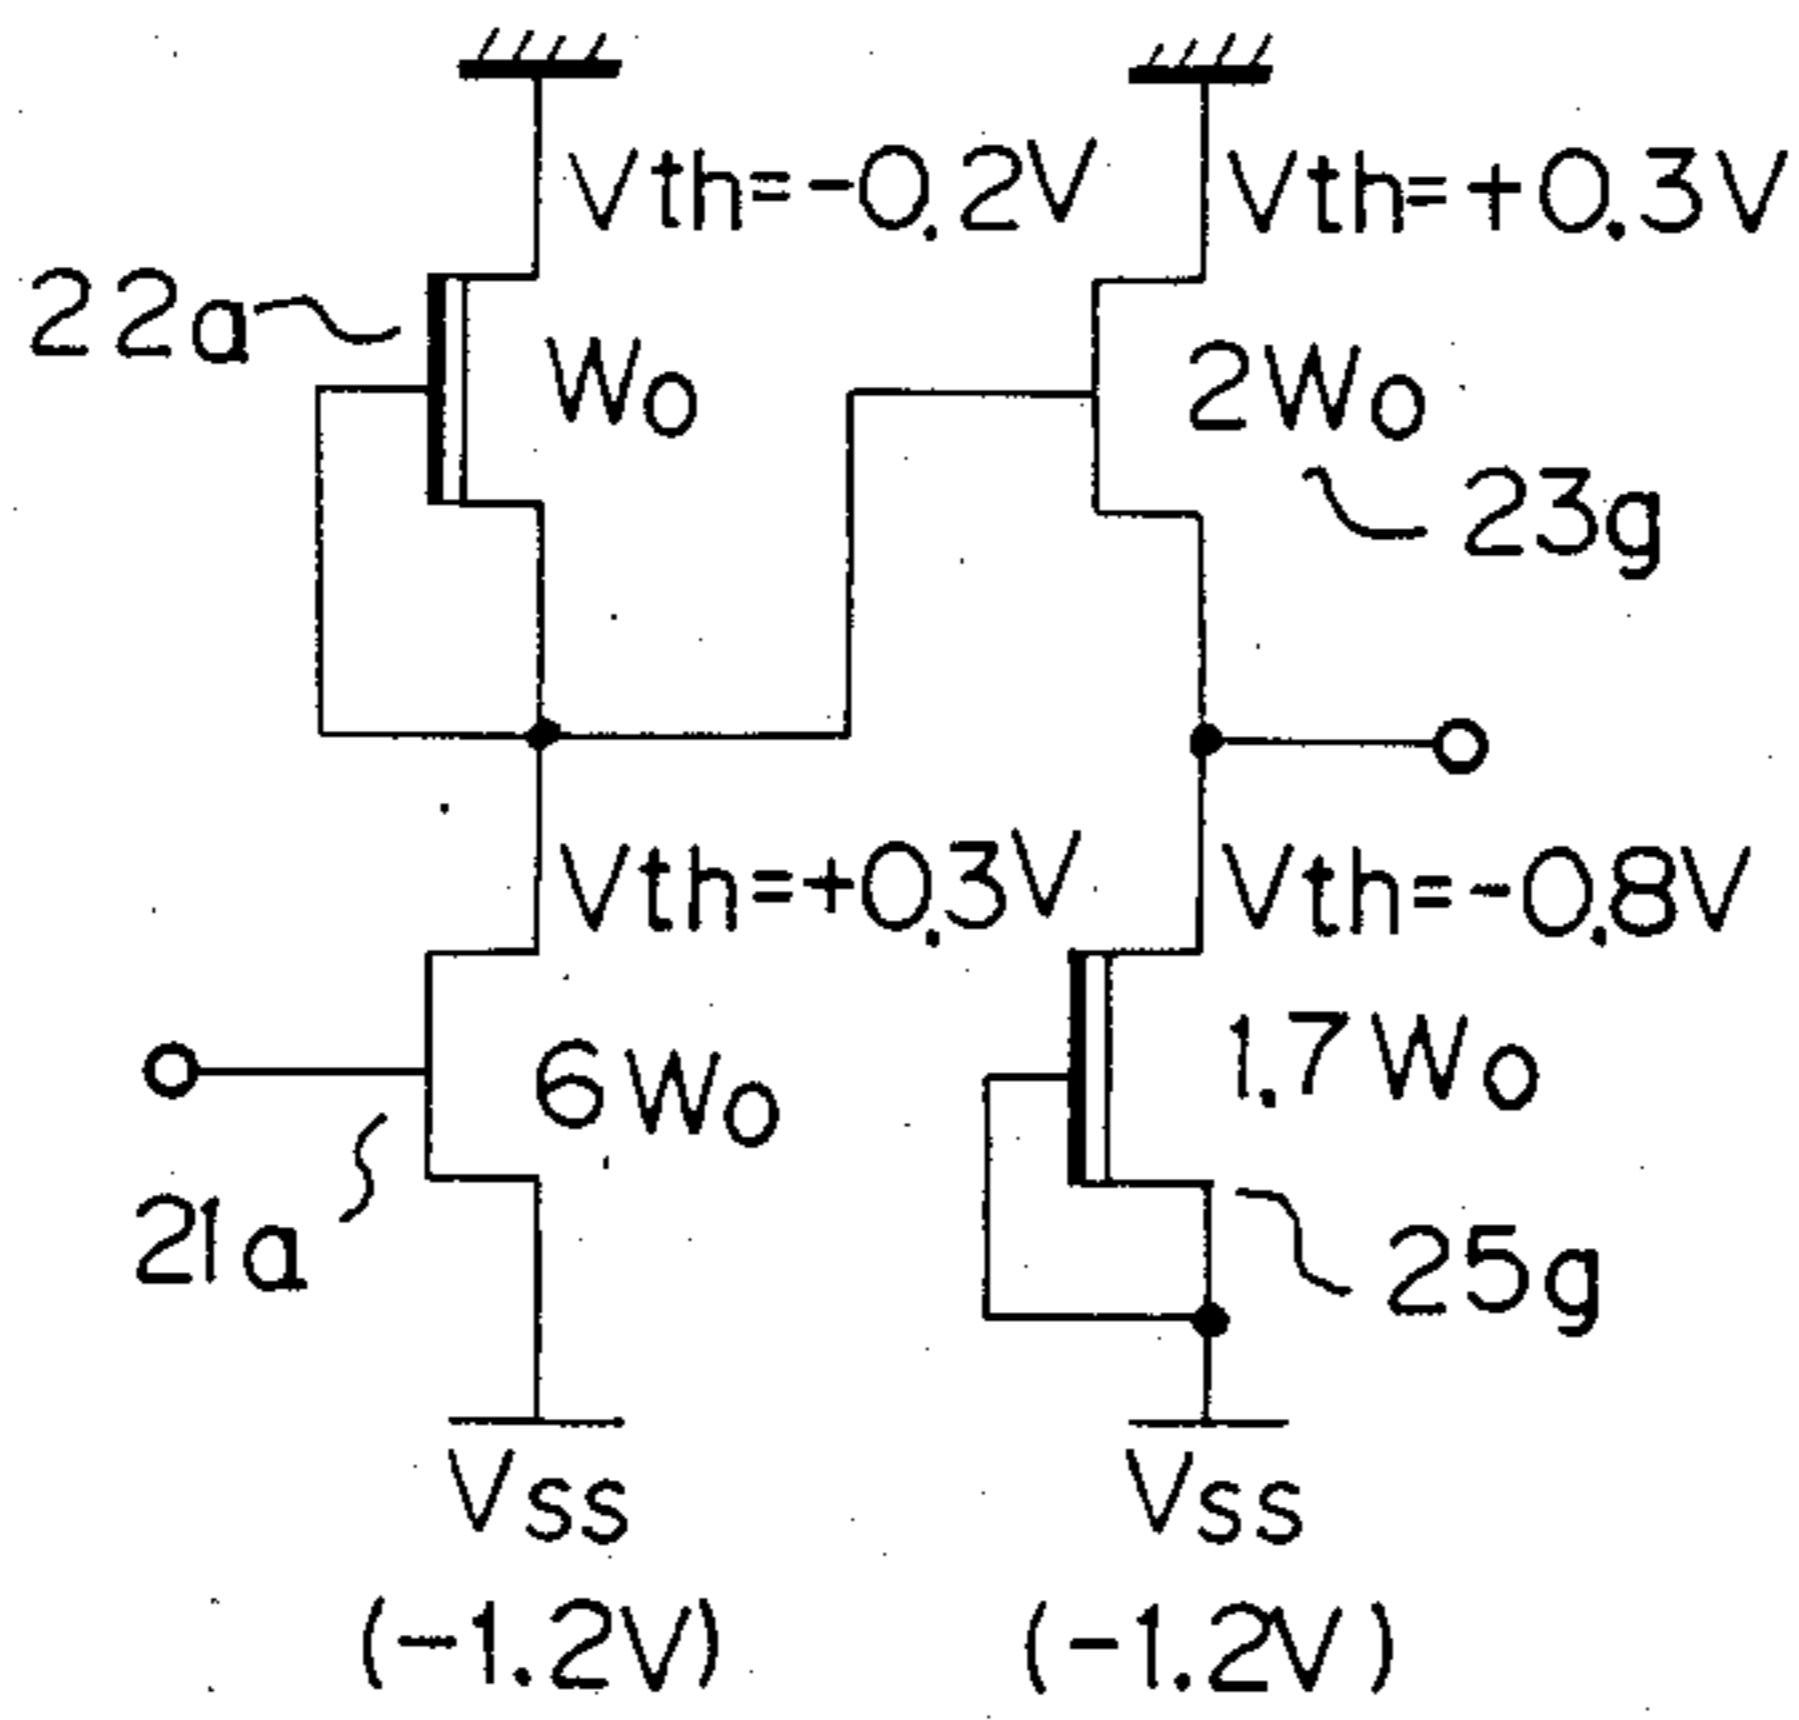 Vth=-0.2V
Vth=+0.3V
22a
Wo
2Wo
23g
Vth=+0.3V
Vth=-0.8V
6Wo
1.7Wo
21a
25g
Vss
Vss
(-1.2V)
(-1.2V)